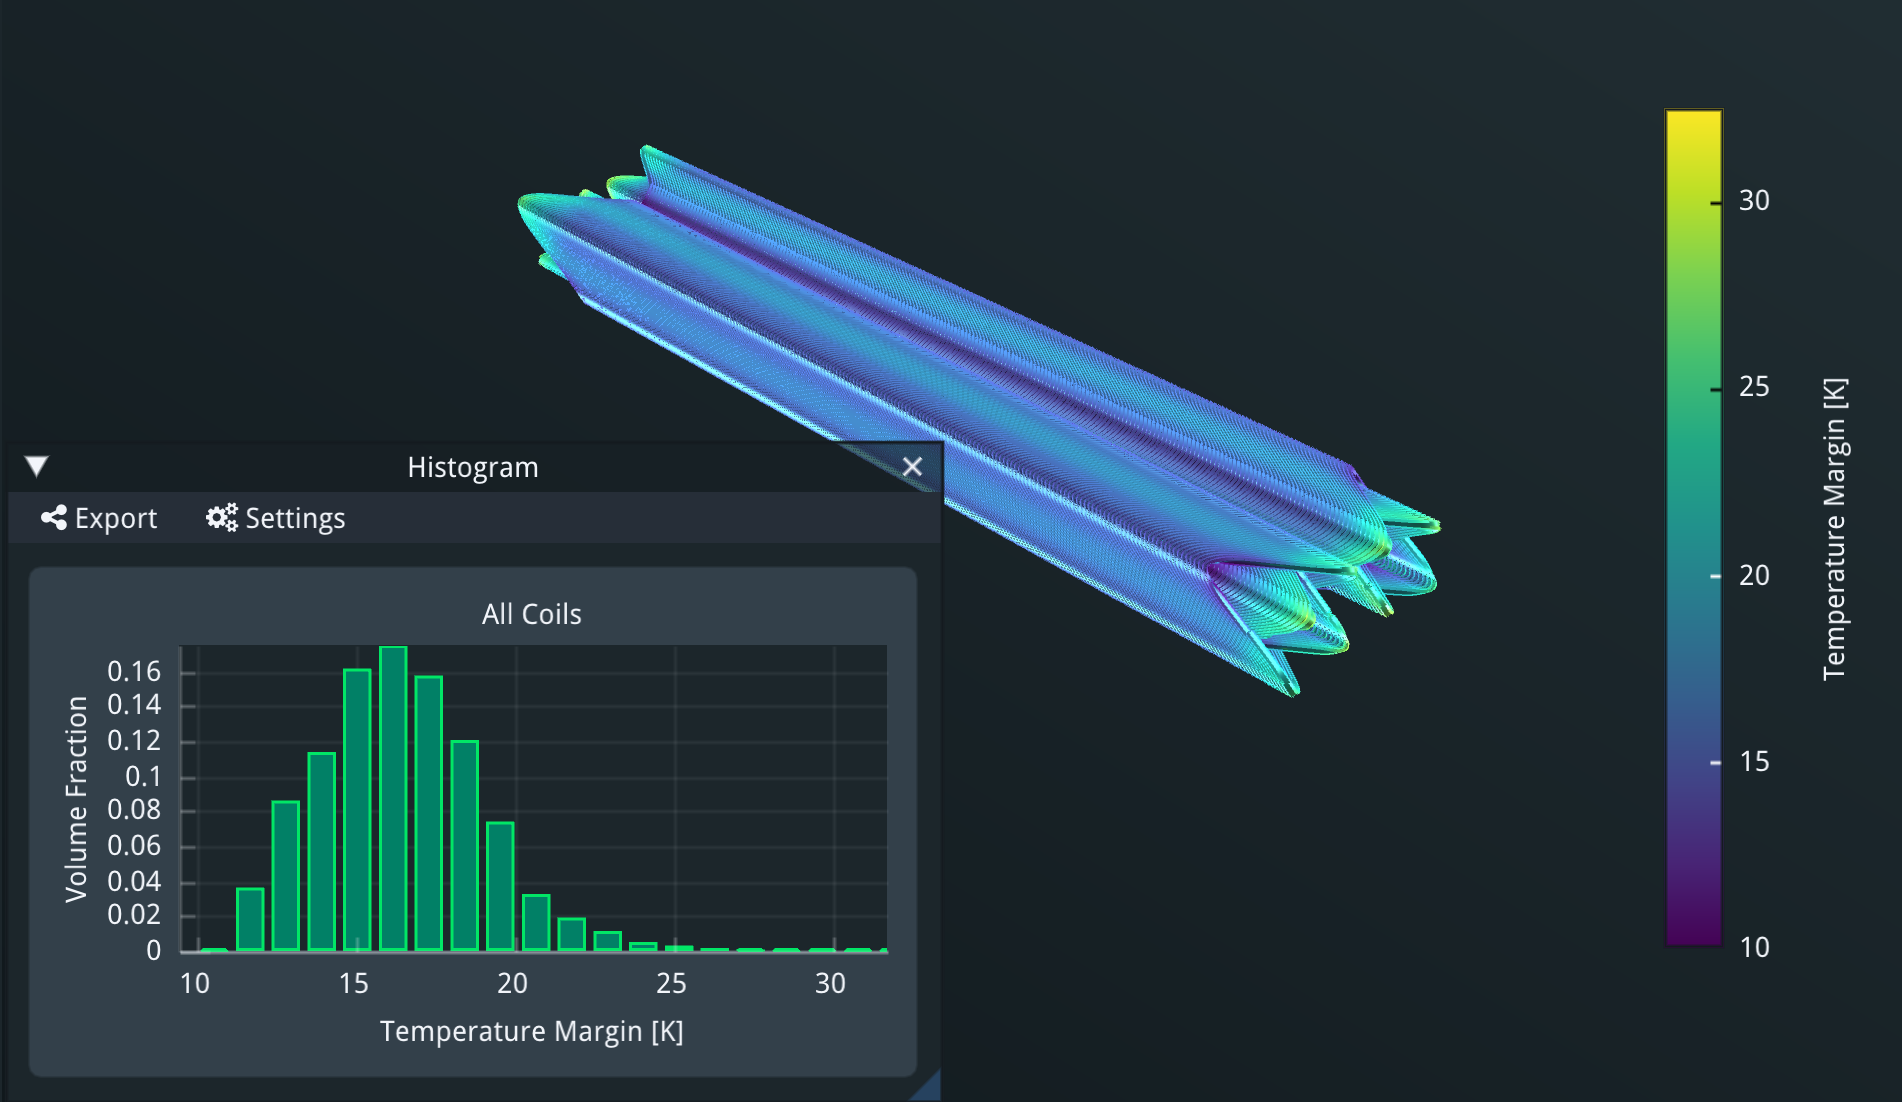 Histogram
Export Settings
All Coils
Volume Fraction
0.16
0.14
0.12
0.1
0.08
0.06
0.04
0.02
0
10 15 20 25 30
Temperature Margin [K]
30
25
20
15
10
Temperature Margin [K]